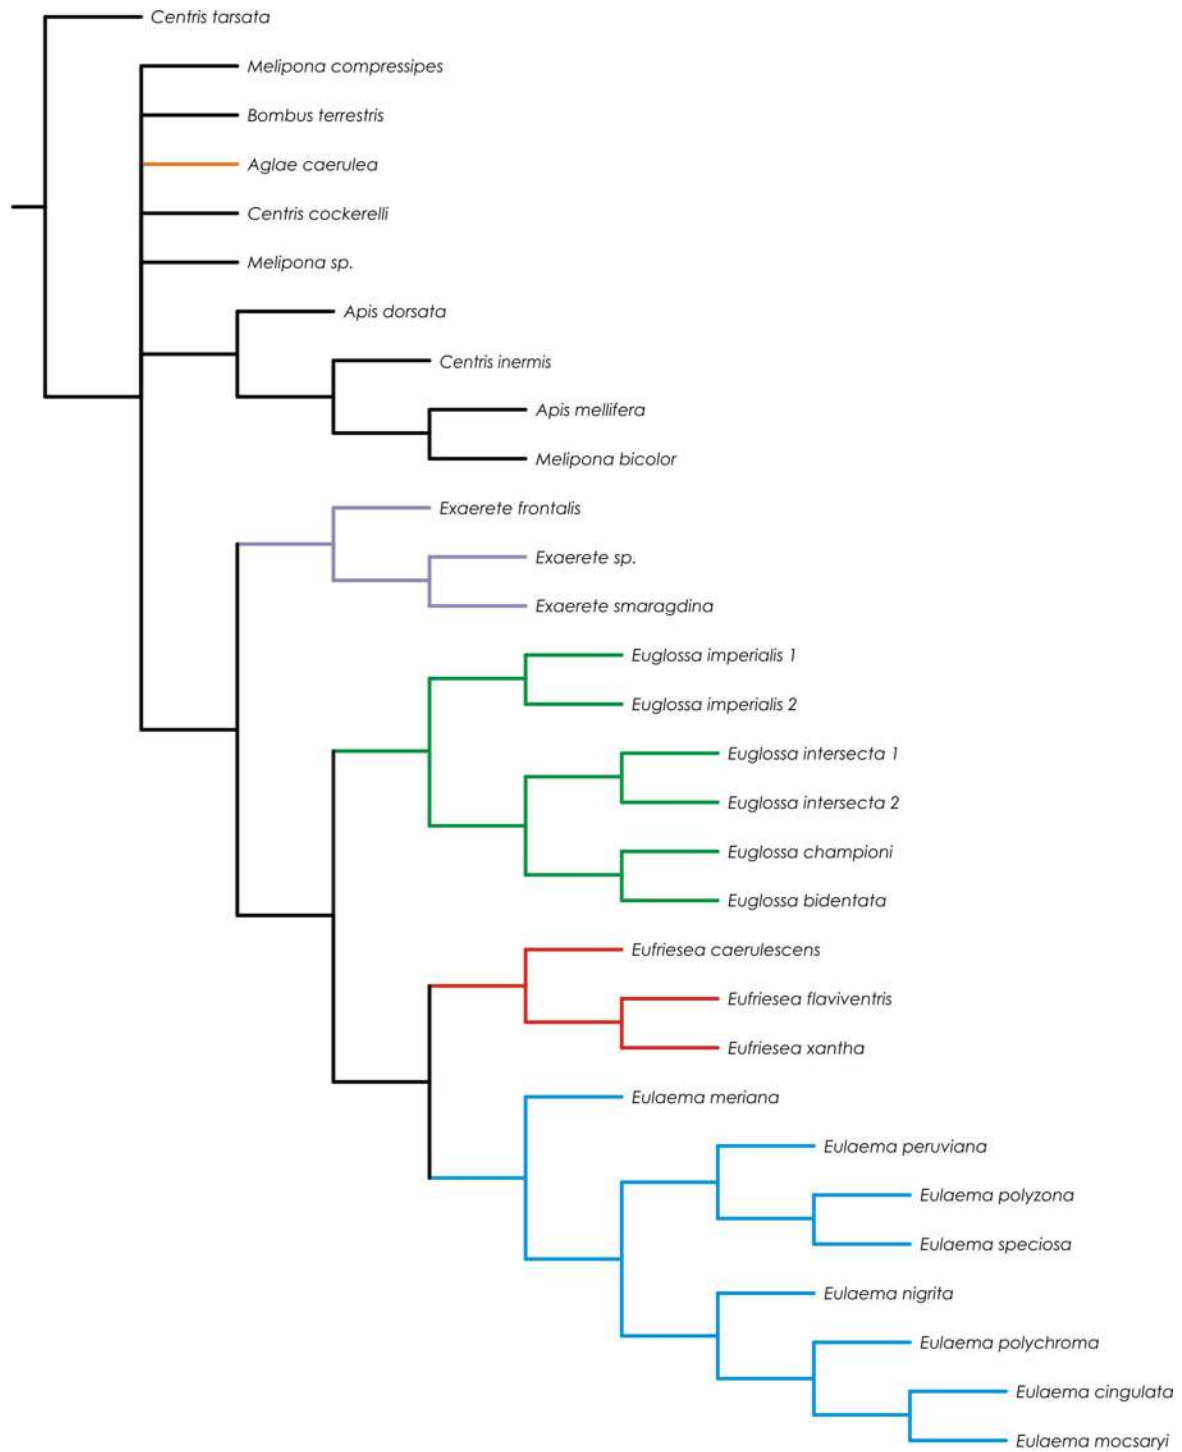 Centris tarsata
Melipona compressipes
Bombus terrestris
Aglae caerulea
Centris cockerelli
Melipona sp.
Apis dorsata
Centris inermis
Apis mellifera
Melipona bicolor
Exaerete frontalis
Exaerete sp.
Exaerete smaragdina
Euglossa imperialis 1
Euglossa imperialis 2
Euglossa intersecta 1
Euglossa intersecta 2
Euglossa championi
Euglossa bidentata
Eufriesea caerulescens
Eufriesea flaviventris
Eufriesea xantha
Eulaema meriana
Eulaema peruviana
Eulaema polyzona
Eulaema speciosa
Eulaema nigrita
Eulaema polychroma
Eulaema cingulata
Eulaema mocsaryi